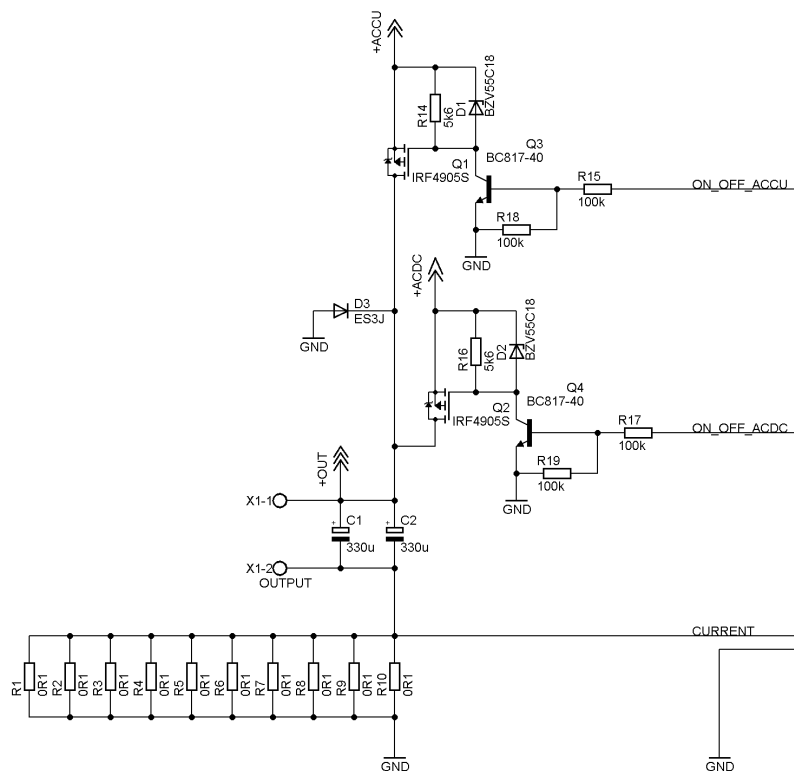 +ACCU
R14
5k6
D1
BZV55C18
Q3
BC817-40
Q1
IRF4905S
R15
100k
ON_OFF_ACCU
R18
100k
GND
+ACDC
D3
ES3J
GND
R16
5k6
D2
BZV55C18
Q4
BC817-40
Q2
IRF4905S
R17
100k
ON_OFF_ACDC
R19
100k
GND
+OUT
X1-1
+
C1
330u
+
C2
330u
X1-2
OUTPUT
CURRENT
R1
0R1
R2
0R1
R3
0R1
R4
0R1
R5
0R1
R6
0R1
R7
0R1
R8
0R1
R9
0R1
R10
0R1
GND
GND